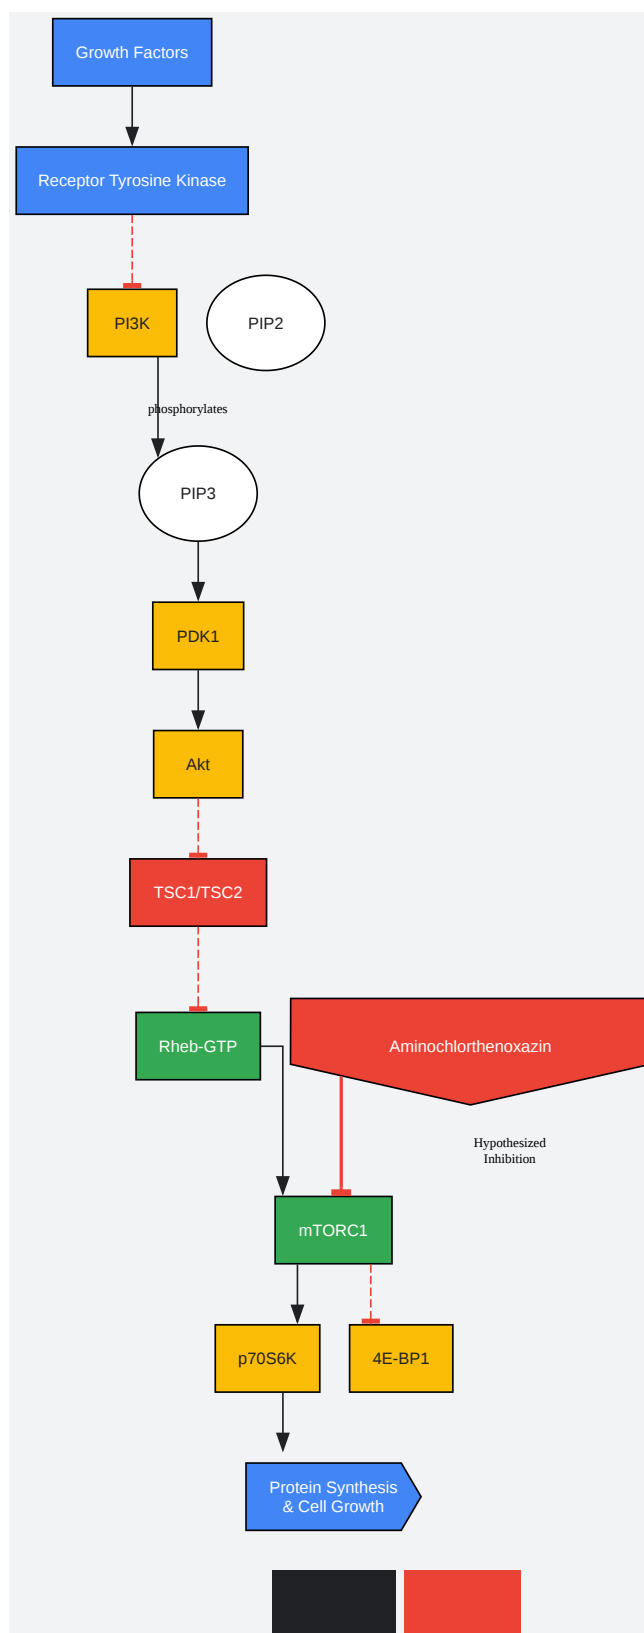 Growth Factors
Receptor Tyrosine Kinase
PI3K
PIP2
phosphorylates
PIP3
PDK1
Akt
TSC1/TSC2
Rheb-GTP
Aminochlorthenoxazin
Hypothesized
Inhibition
mTORC1
p70S6K
4E-BP1
Protein Synthesis
& Cell Growth